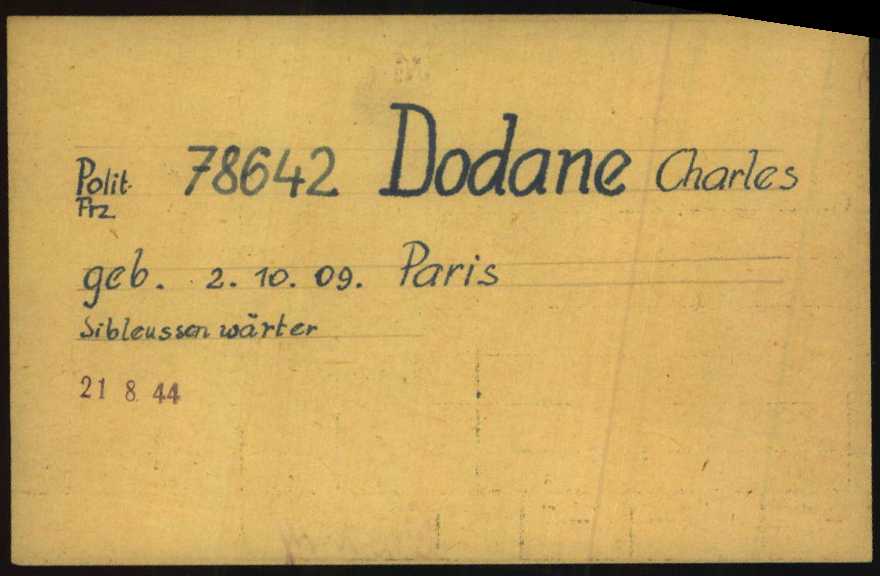 Polit. 78642 Dodane Charles
Frz
geb. 2. 10. 09. Paris
Sibleussenwärter
21 8 44